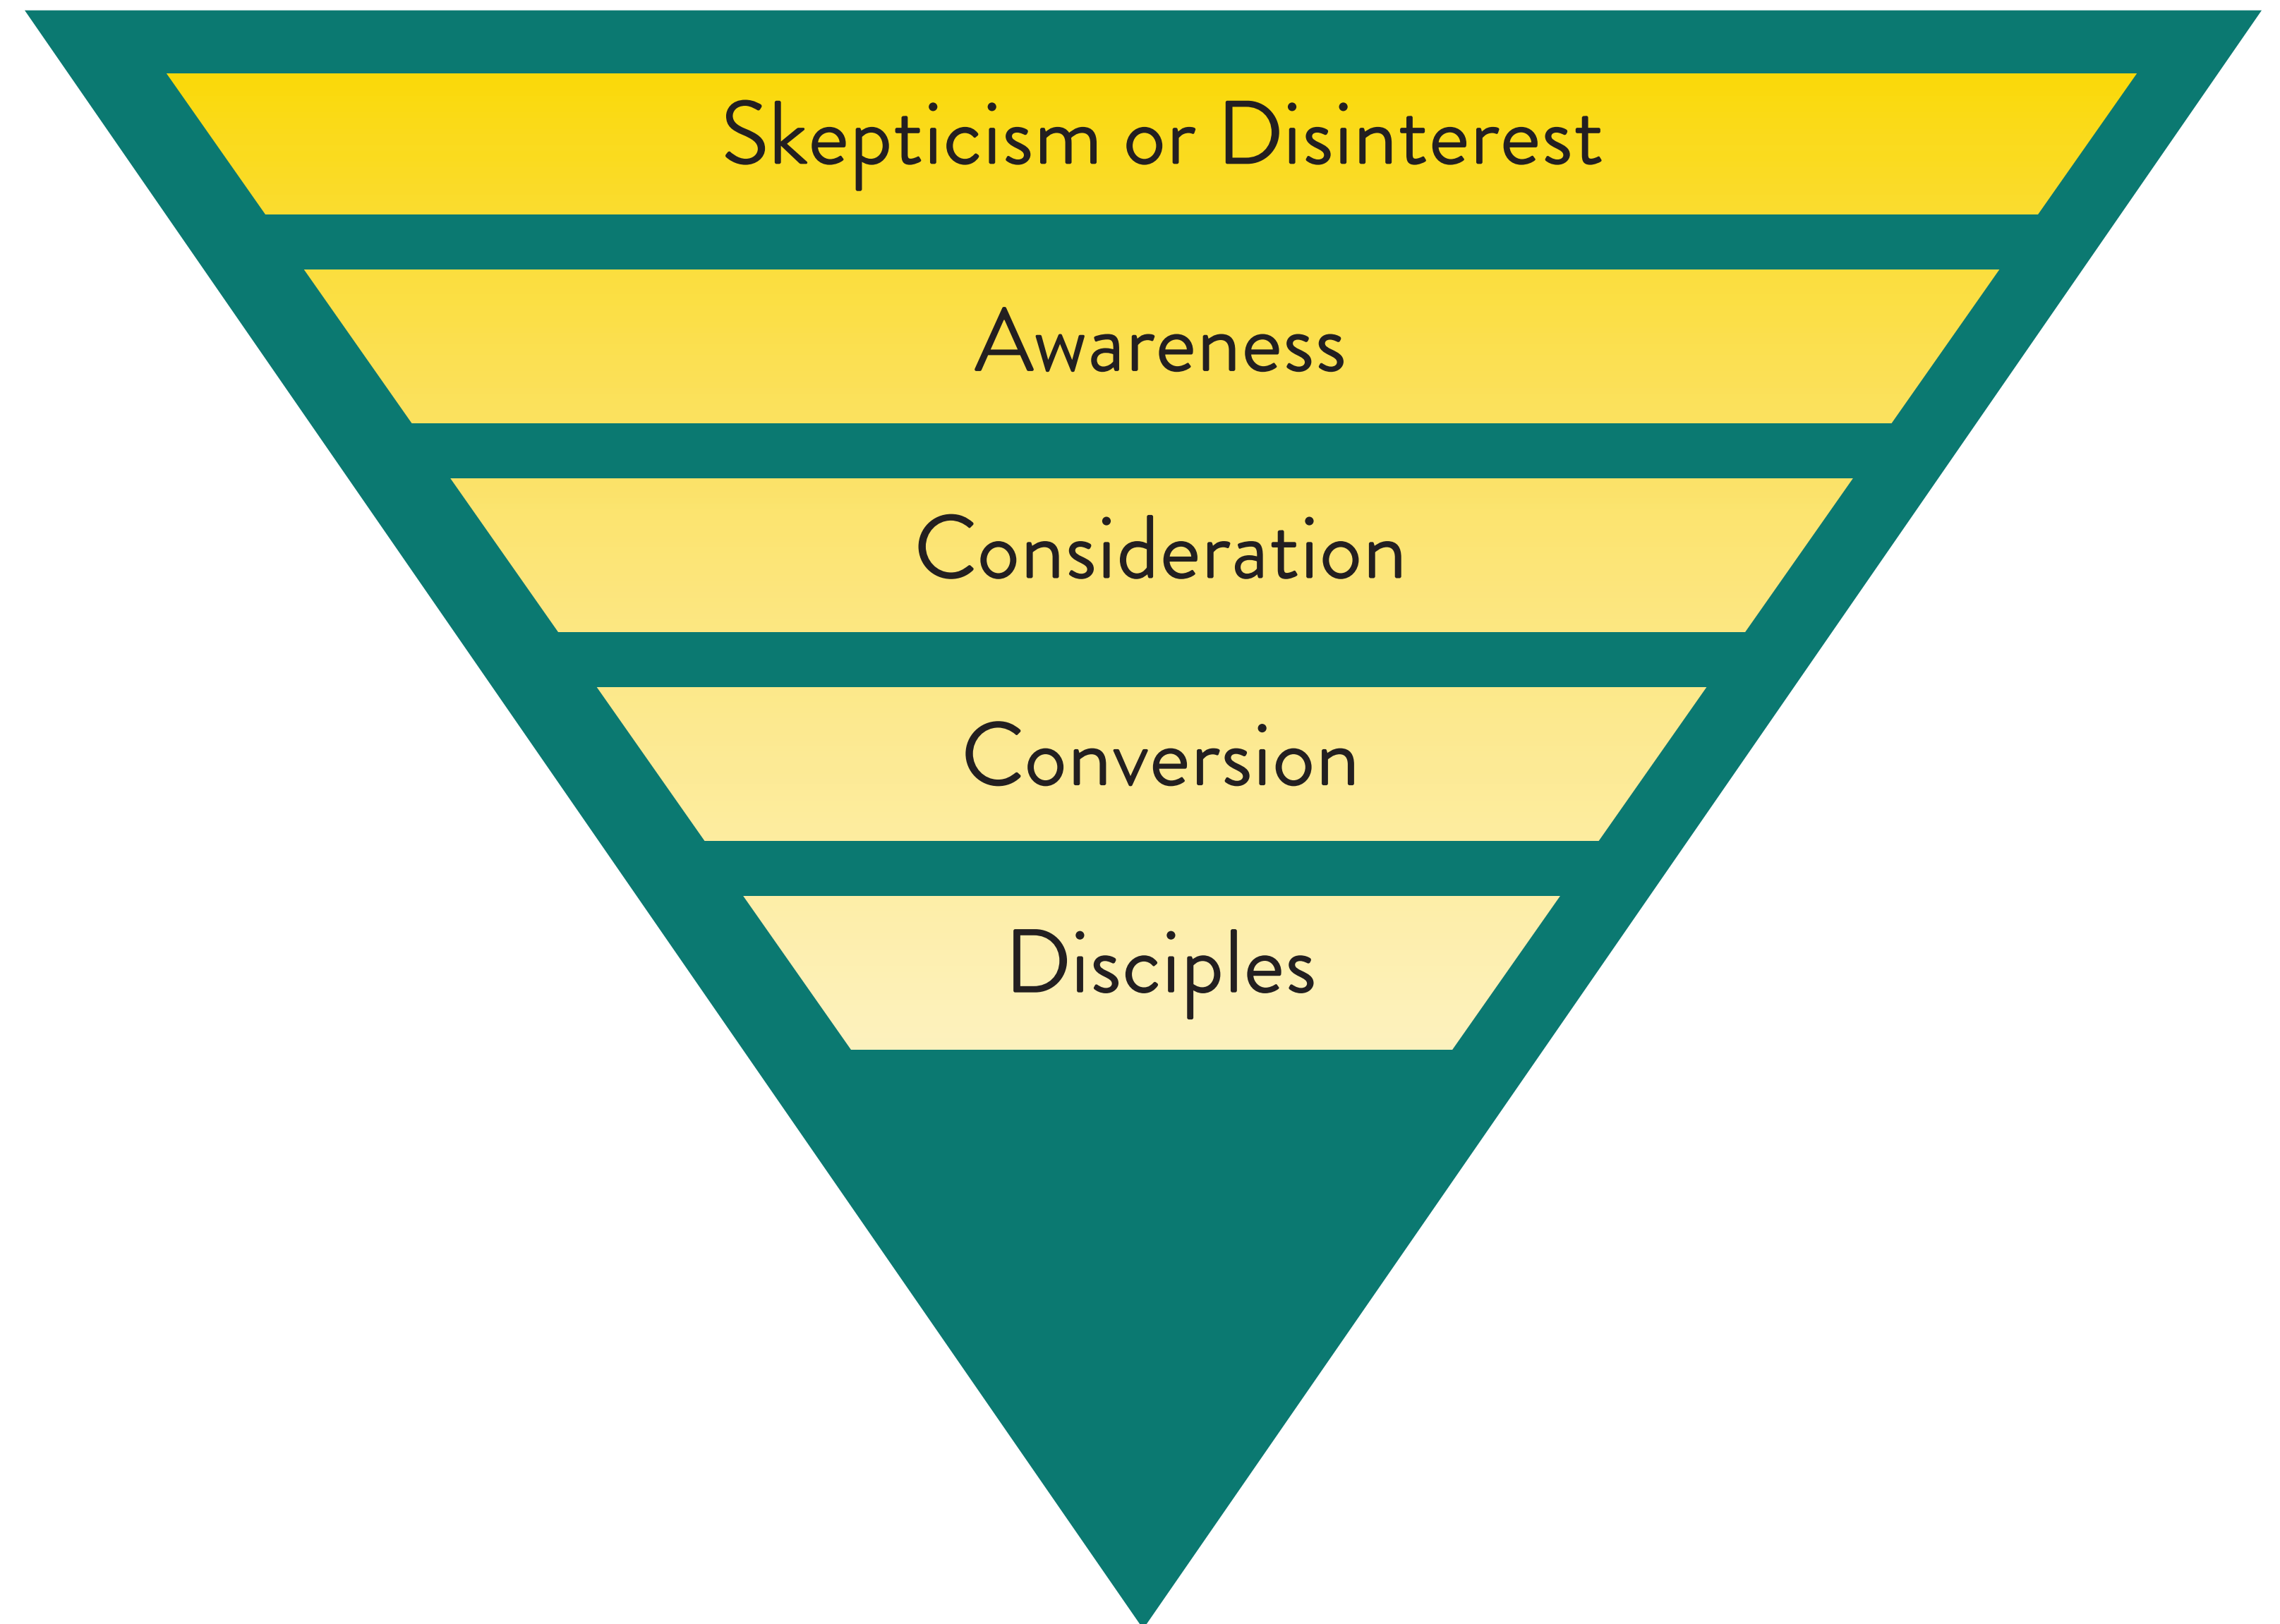 Skepticism or Disinterest
Awareness
Consideration
Conversion
Disciples